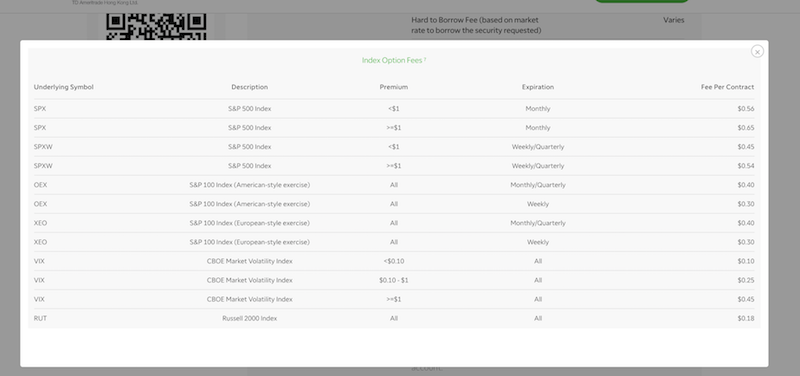 TD Ameritrade Hong Kong Ltd.
Hard to Borrow Fee (based on market
rate to borrow the security requested)
Varies
Index Option Fees 7
Underlying Symbol Description Premium Expiration Fee Per Contract
SPX S&P 500 Index <$1 Monthly $0.56
SPX S&P 500 Index >=$1 Monthly $0.65
SPXW S&P 500 Index <$1 Weekly/Quarterly $0.45
SPXW S&P 500 Index >=$1 Weekly/Quarterly $0.54
OEX S&P 100 Index (American-style exercise) All Monthly/Quarterly $0.40
OEX S&P 100 Index (American-style exercise) All Weekly $0.30
XEO S&P 100 Index (European-style exercise) All Monthly/Quarterly $0.40
XEO S&P 100 Index (European-style exercise) All Weekly $0.30
VIX CBOE Market Volatility Index <$0.10 All $0.10
VIX CBOE Market Volatility Index $0.10 - $1 All $0.25
VIX CBOE Market Volatility Index >=$1 All $0.45
RUT Russell 2000 Index All All $0.18
account.